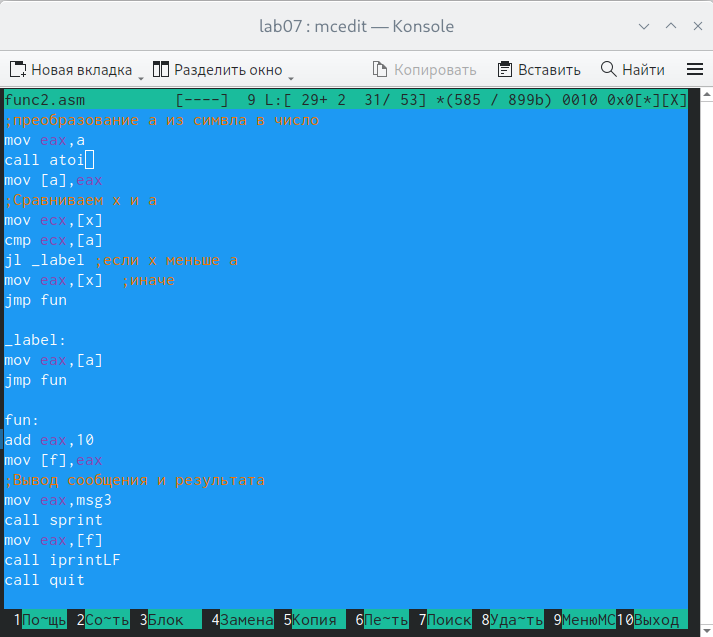 lab07 : mcedit — Konsole
Новая вкладка Разделить окно Копировать Вставить Найти
func2.asm [----] 9 L:[ 29+ 2 31/ 53] *(585 / 899b) 0010 0x0[*][X]
;преобразование а из симвла в число
mov eax,a
call atoi
mov [a],eax
;Сравниваем x и а
mov ecx,[x]
cmp ecx,[a]
jl _label ;если x меньше а
mov eax,[x] ;иначе
jmp fun
_label:
mov eax,[a]
jmp fun
fun:
add eax,10
mov [f],eax
;Вывод сообщения и результата
mov eax,msg3
call sprint
mov eax,[f]
call iprintLF
call quit
1По~щь 2Со~ть 3Блок 4Замена 5Копия 6Пе~ть 7Поиск 8Уда~ть 9МенюMC 10Выход